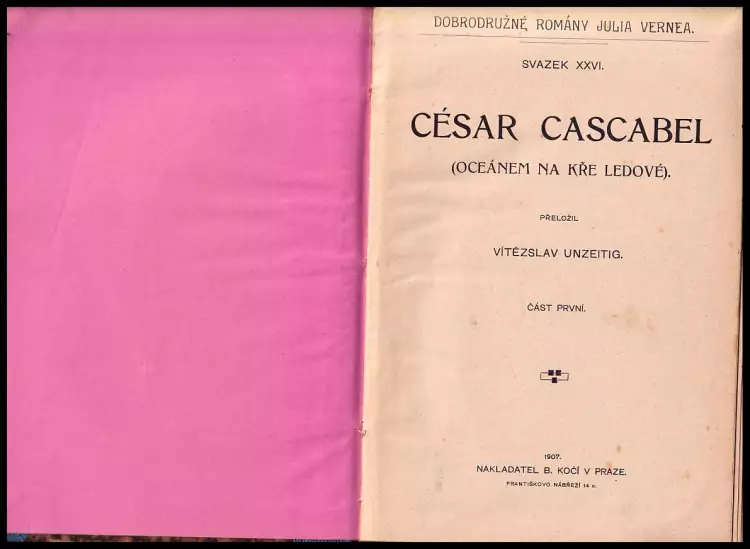 DOBRODRUŽNÉ ROMÁNY JULIA VERNEA.
SVAZEK XXVI.
CÉSAR CASCABEL
(OCEÁNEM NA KŘE LEDOVÉ).
PŘELOŽIL
VÍTĚZSLAV UNZEITIG.
ČÁST PRVNÍ.
1907.
NAKLADATEL B. KOČÍ V PRAZE.
FRANTIŠKOVO NÁBŘEŽÍ 14 n.